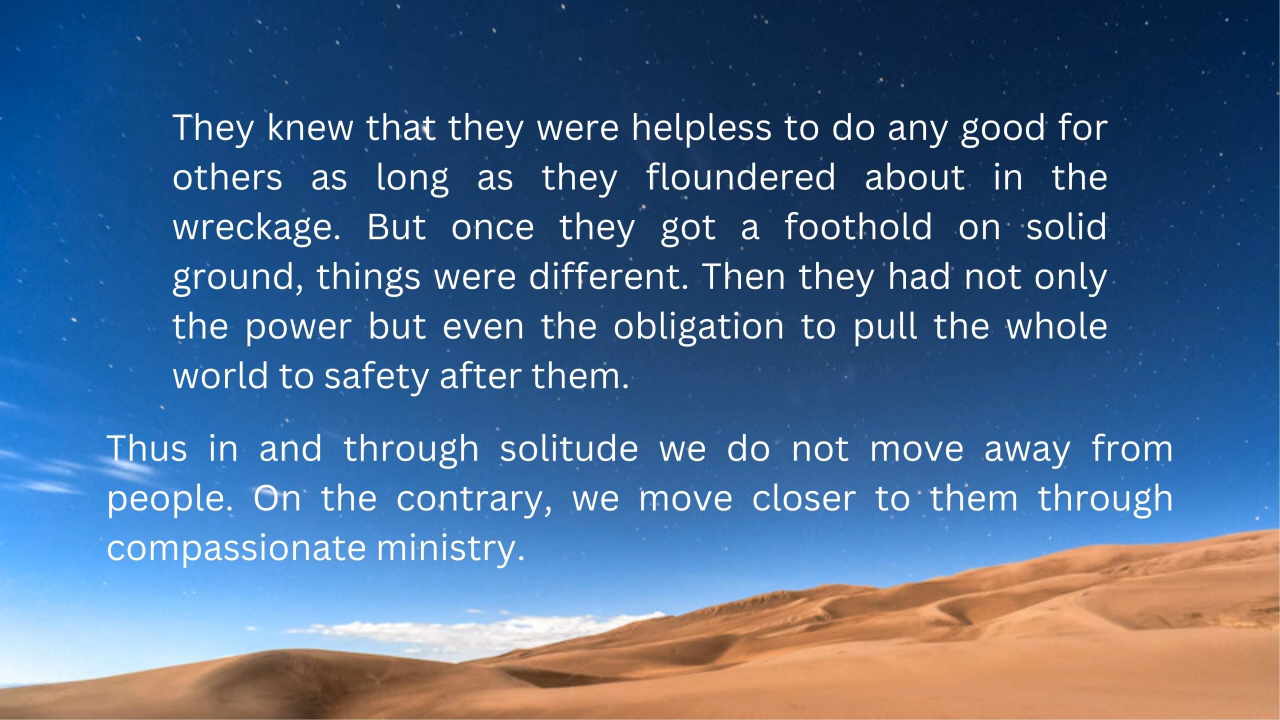 They knew that they were helpless to do any good for
others as long as they floundered about in the
wreckage. But once they got a foothold on solid
ground, things were different. Then they had not only
the power but even the obligation to pull the whole
world to safety after them.
Thus in and through solitude we do not move away from
people. On the contrary, we move closer to them through
compassionate ministry.